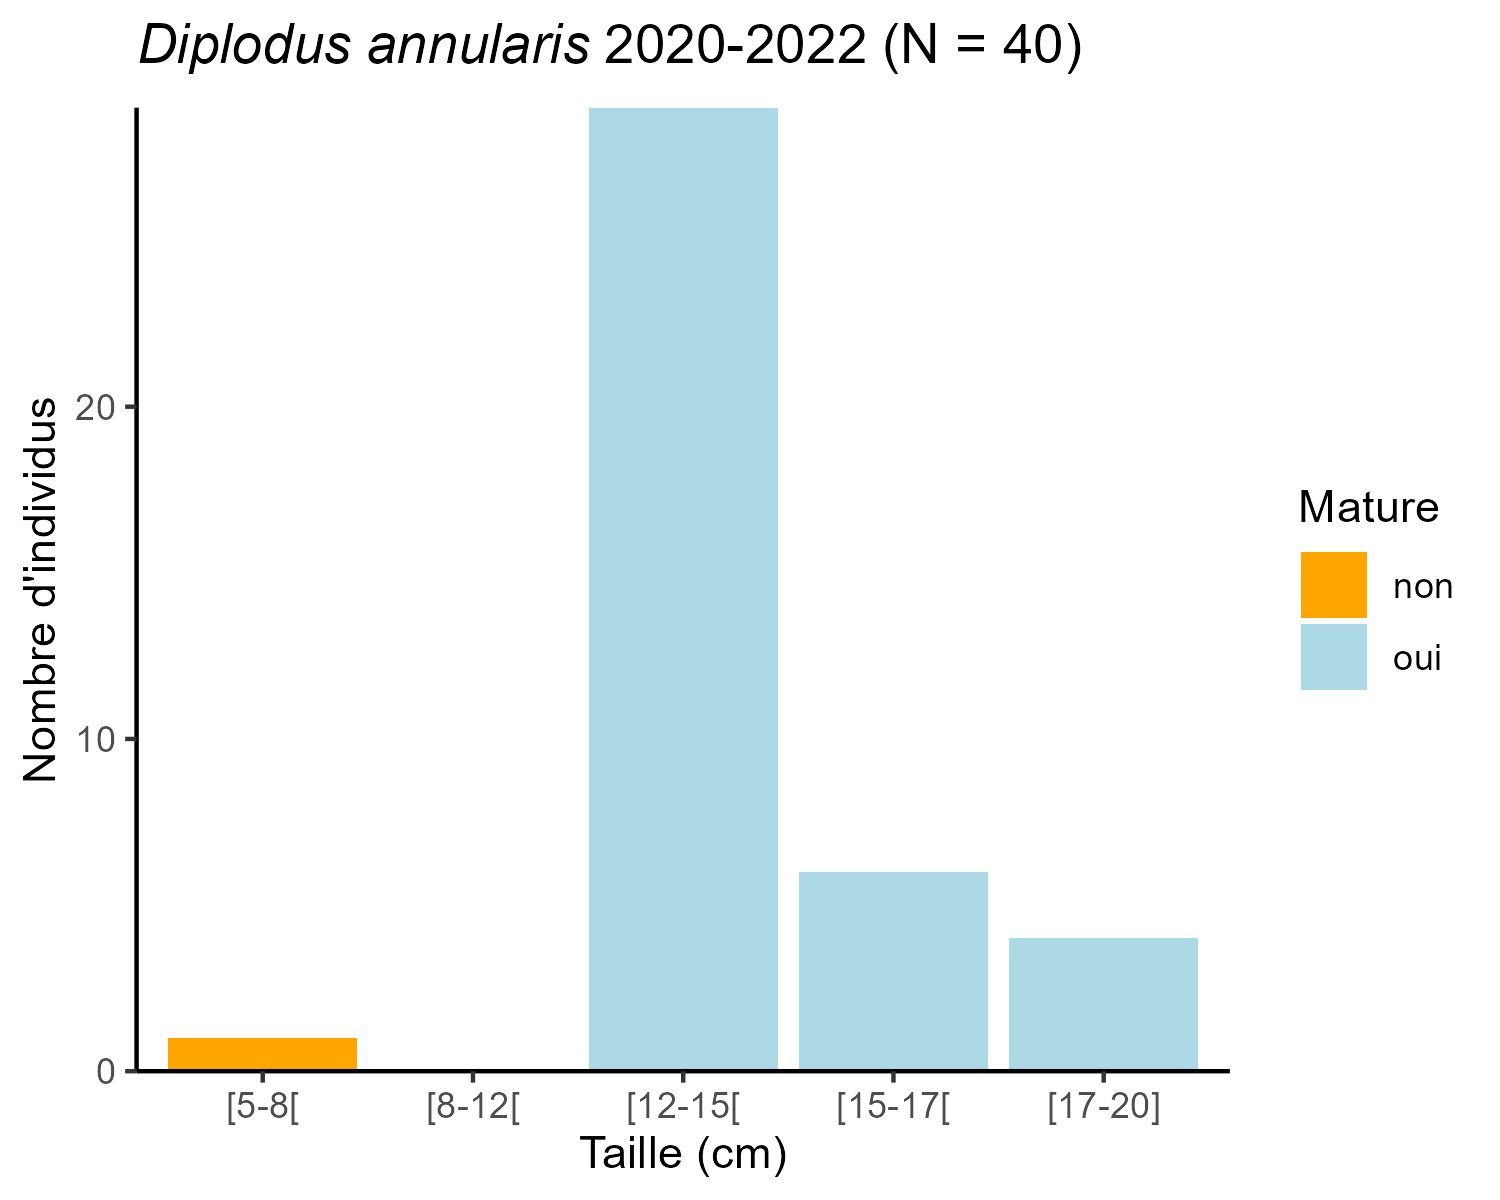 Diplodus annularis 2020-2022 (N = 40)
Nombre d'individus
20
10
0
[5-8[
[8-12[
[12-15[
[15-17[
[17-20]
Taille (cm)
Mature
non
oui